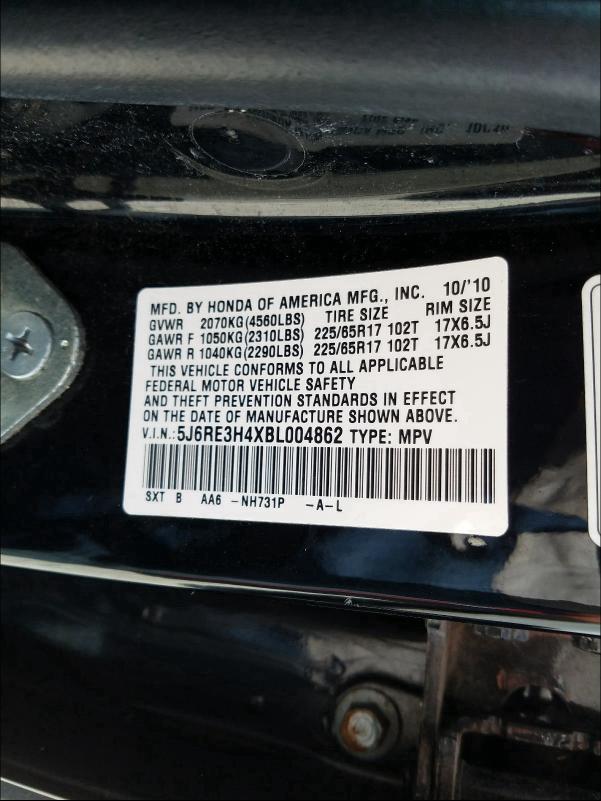 MFD. BY HONDA OF AMERICA MFG., INC. 10/'10
GVWR 2070KG(4560LBS) TIRE SIZE RIM SIZE
GAWR F 1050KG(2310LBS) 225/65R17 102T 17X6.5J
GAWR R 1040KG(2290LBS) 225/65R17 102T 17X6.5J
THIS VEHICLE CONFORMS TO ALL APPLICABLE
FEDERAL MOTOR VEHICLE SAFETY
AND THEFT PREVENTION STANDARDS IN EFFECT
ON THE DATE OF MANUFACTURE SHOWN ABOVE.
V.I.N.:5J6RE3H4XBL004862 TYPE: MPV
SXT B AA6 -NH731P -A-L